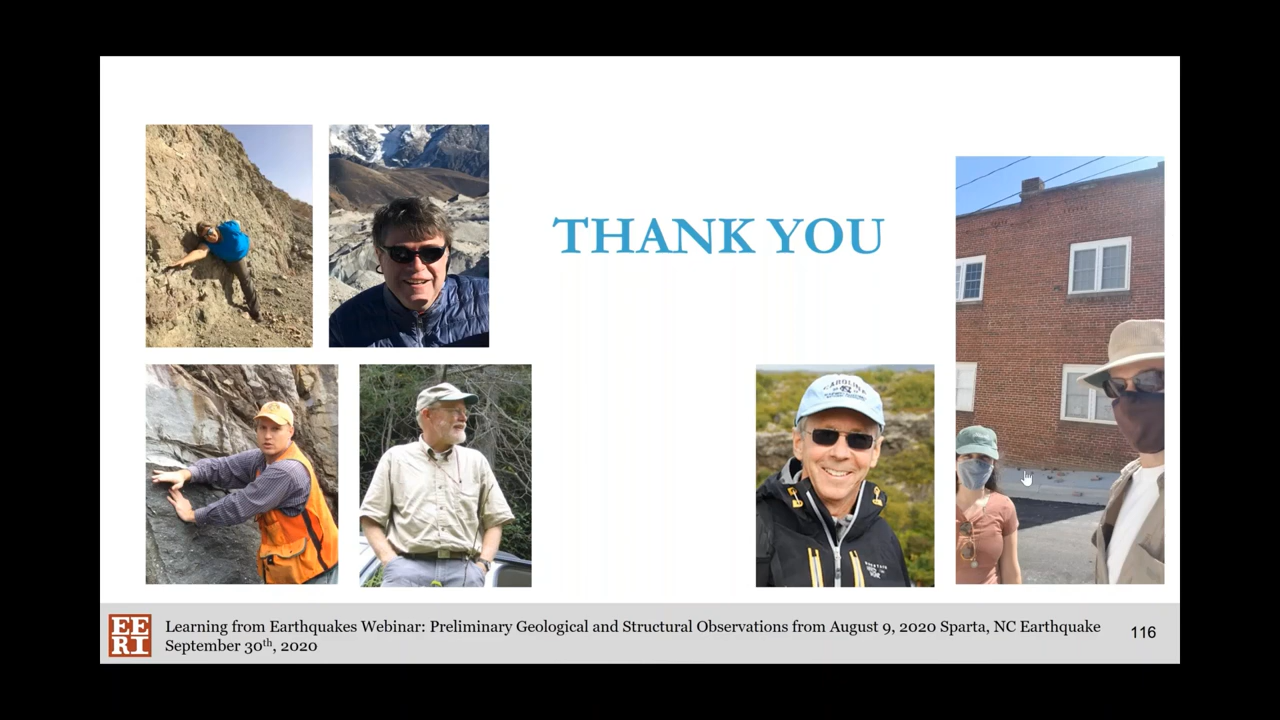 THANK YOU
CAROLINA
EE
RI
Learning from Earthquakes Webinar: Preliminary Geological and Structural Observations from August 9, 2020 Sparta, NC Earthquake
September 30th, 2020
116